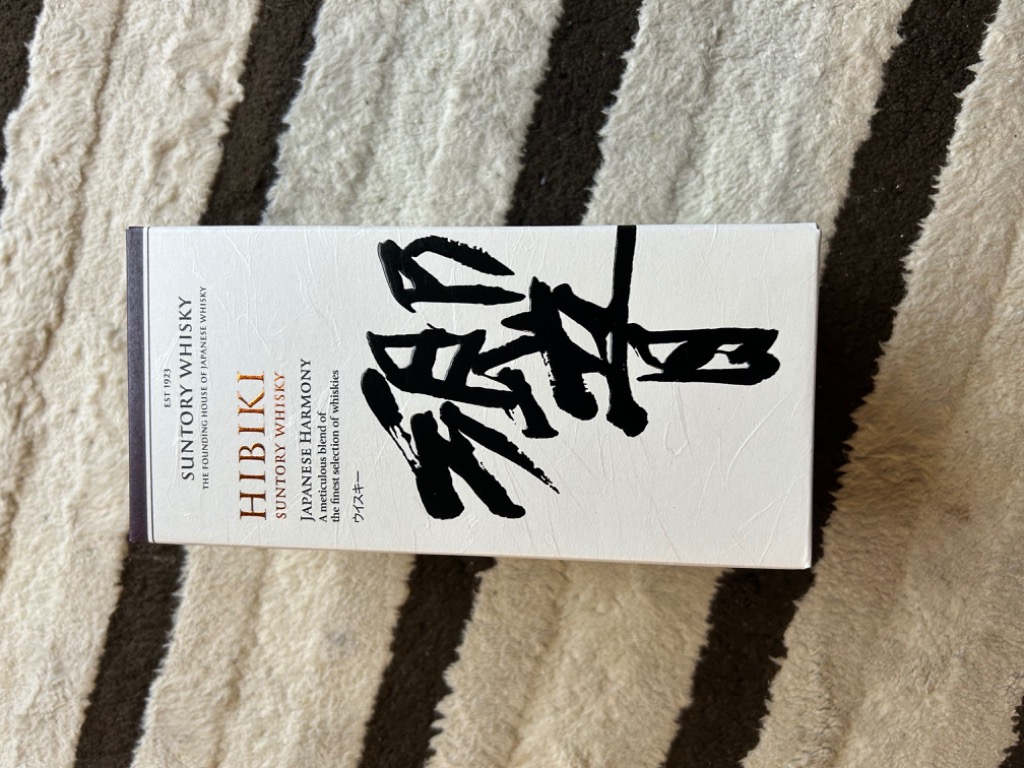 EST 1923
SUNTORY WHISKY
THE FOUNDING HOUSE OF JAPANESE WHISKY
HIBIKI
SUNTORY WHISKY
JAPANESE HARMONY
A meticulous blend of
the finest selection of whiskies
ウイスキー
響